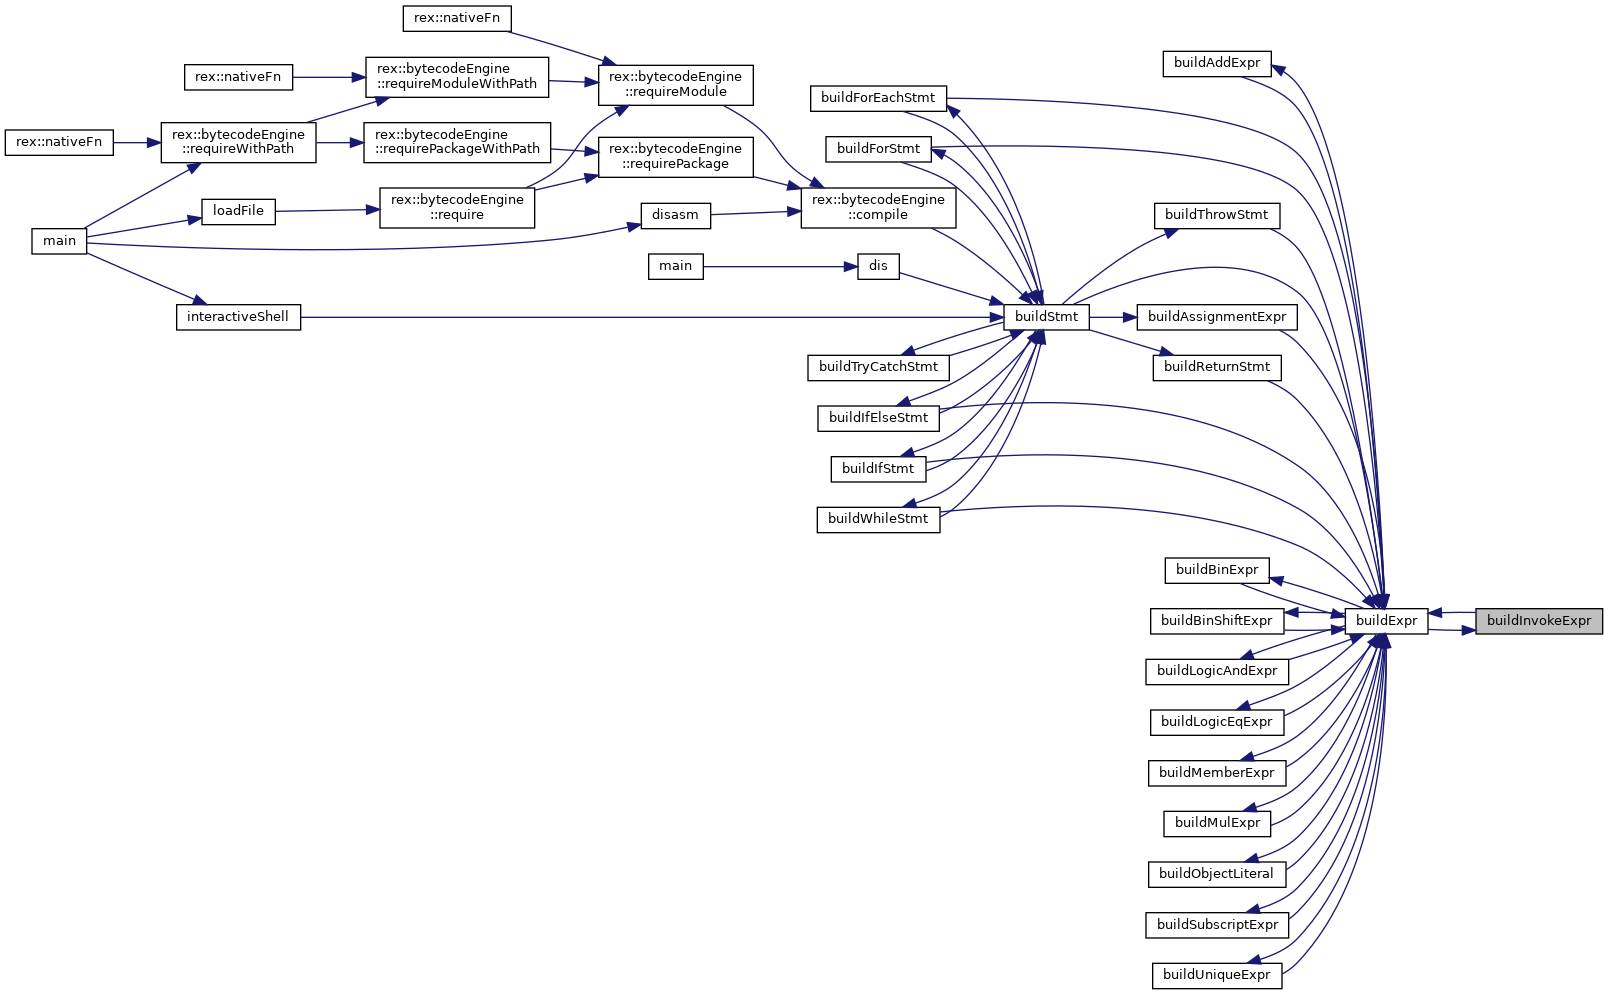 rex::nativeFn
rex::nativeFn
rex::bytecodeEngine
::requireModuleWithPath
rex::bytecodeEngine
::requireModule
rex::nativeFn
rex::bytecodeEngine
::requireWithPath
rex::bytecodeEngine
::requirePackageWithPath
rex::bytecodeEngine
::requirePackage
main
loadFile
rex::bytecodeEngine
::require
disasm
rex::bytecodeEngine
::compile
main
dis
interactiveShell
buildForEachStmt
buildForStmt
buildStmt
buildTryCatchStmt
buildIfElseStmt
buildIfStmt
buildWhileStmt
buildAddExpr
buildThrowStmt
buildAssignmentExpr
buildReturnStmt
buildBinExpr
buildBinShiftExpr
buildExpr
buildInvokeExpr
buildLogicAndExpr
buildLogicEqExpr
buildMemberExpr
buildMulExpr
buildObjectLiteral
buildSubscriptExpr
buildUniqueExpr